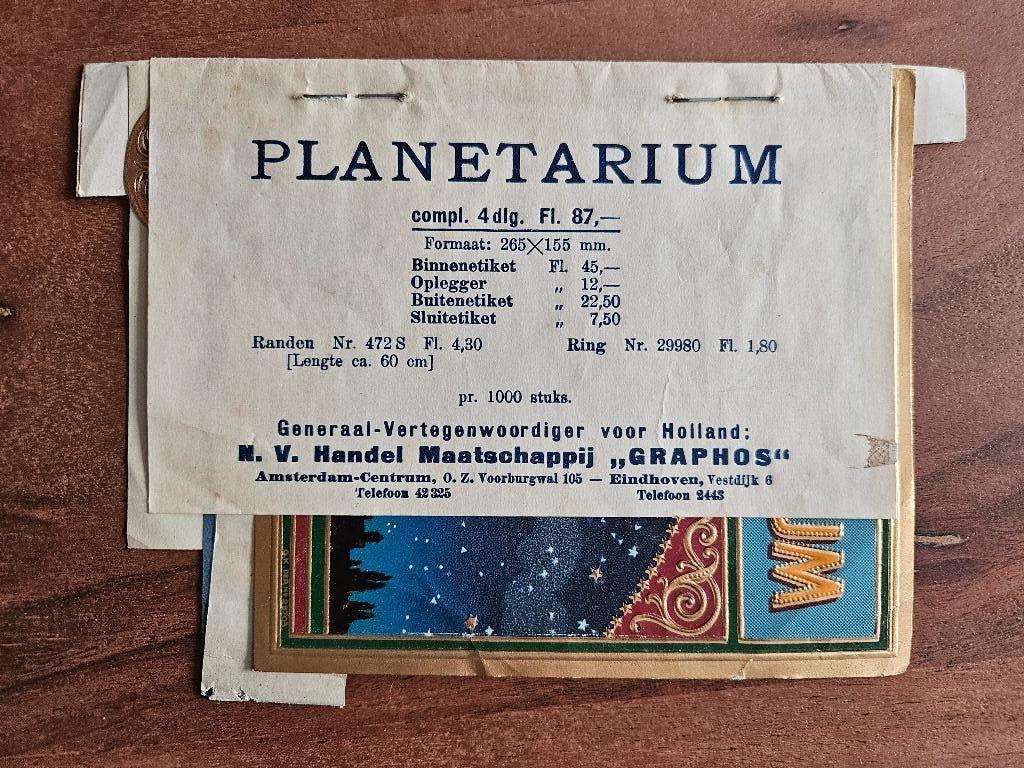 PLANETARIUM
compl. 4 dlg. Fl. 87,—
Formaat: 265×155 mm.
Binnenetiket Fl. 45,—
Oplegger „ 12,—
Buitenetiket „ 22,50
Sluitetiket „ 7,50
Randen Nr. 472 S Fl. 4,30 Ring Nr. 29980 Fl. 1,80
[Lengte ca. 60 cm]
pr. 1000 stuks.
Generaal-Vertegenwoordiger voor Holland:
N. V. Handel Maatschappij „GRAPHOS“
Amsterdam-Centrum, O. Z. Voorburgwal 105 — Eindhoven, Vestdijk 6
Telefoon 42325 Telefoon 2443
UM